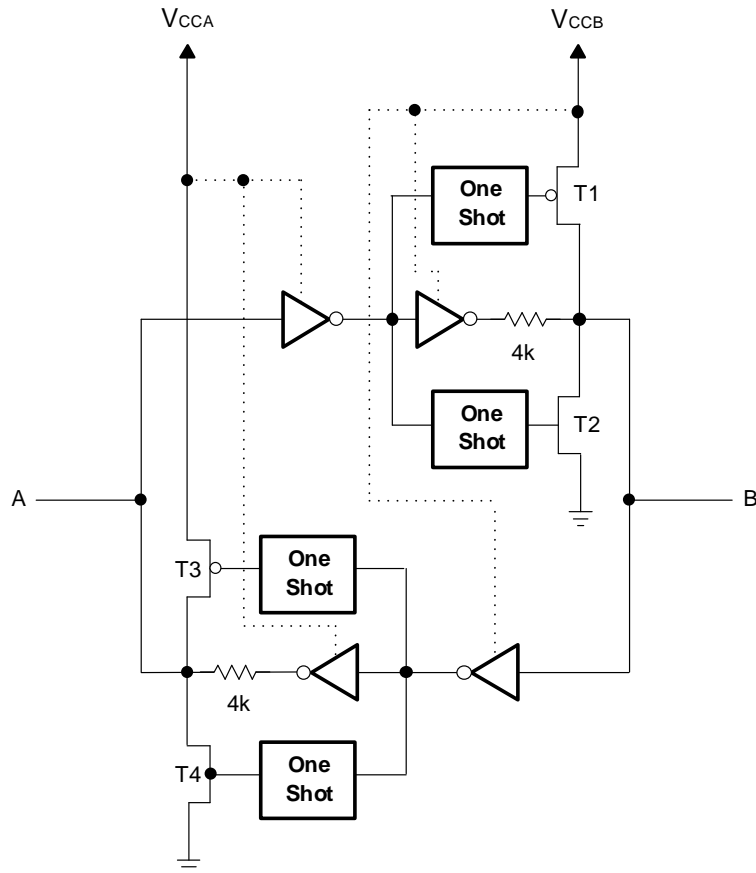 VCCA
VCCB
One
Shot
T1
4k
One
Shot
T2
A
B
T3
One
Shot
4k
T4
One
Shot